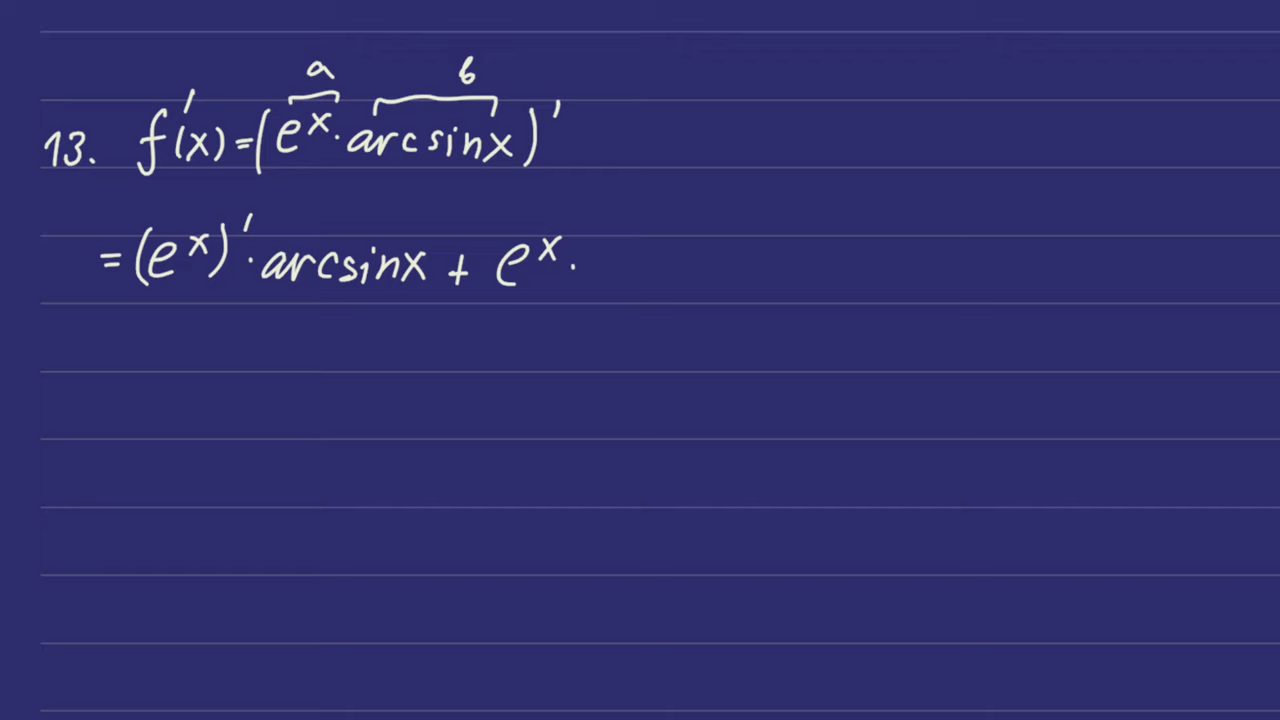 a b
13. f'(x) = (e^x · arcsinx)'
= (e^x)' · arcsinx + e^x ·